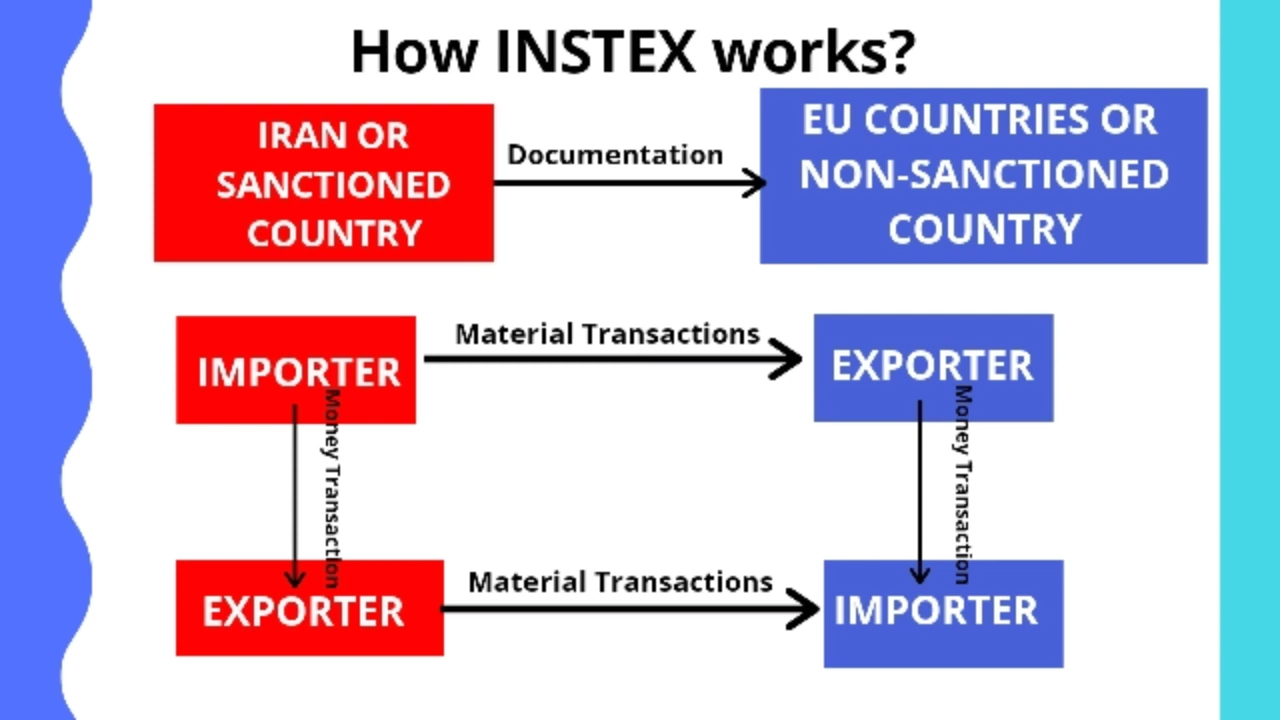 How INSTEX works?
IRAN OR
SANCTIONED
COUNTRY
Documentation
EU COUNTRIES OR
NON-SANCTIONED
COUNTRY
IMPORTER
Material Transactions
EXPORTER
Money Transaction
Money Transaction
EXPORTER
Material Transactions
IMPORTER